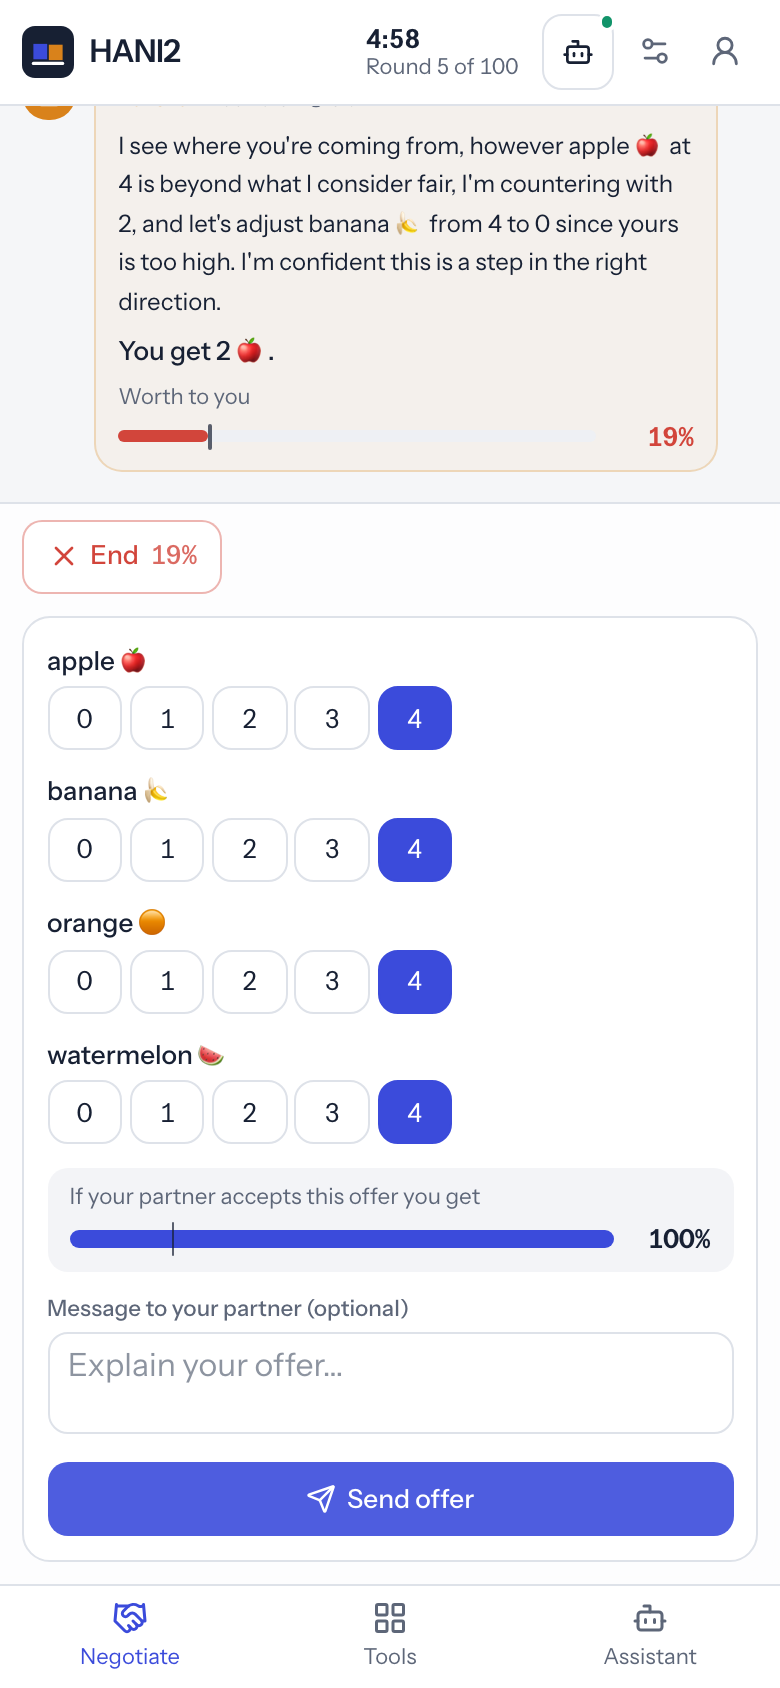 HANI2
4:58
Round 5 of 100
I see where you're coming from, however apple 🍎 at
4 is beyond what I consider fair, I'm countering with
2, and let's adjust banana 🍌 from 4 to 0 since yours
is too high. I'm confident this is a step in the right
direction.
You get 2 🍎 .
Worth to you
19%
End 19%
apple 🍎
0 1 2 3 4
banana 🍌
0 1 2 3 4
orange 🟠
0 1 2 3 4
watermelon 🍉
0 1 2 3 4
If your partner accepts this offer you get
100%
Message to your partner (optional)
Explain your offer...
Send offer
Negotiate
Tools
Assistant